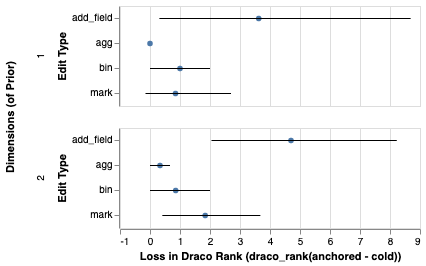 Dimensions (of Prior)
1
Edit Type
add_field
agg
bin
mark
2
Edit Type
add_field
agg
bin
mark
-1 0 1 2 3 4 5 6 7 8 9
Loss in Draco Rank (draco_rank(anchored - cold))